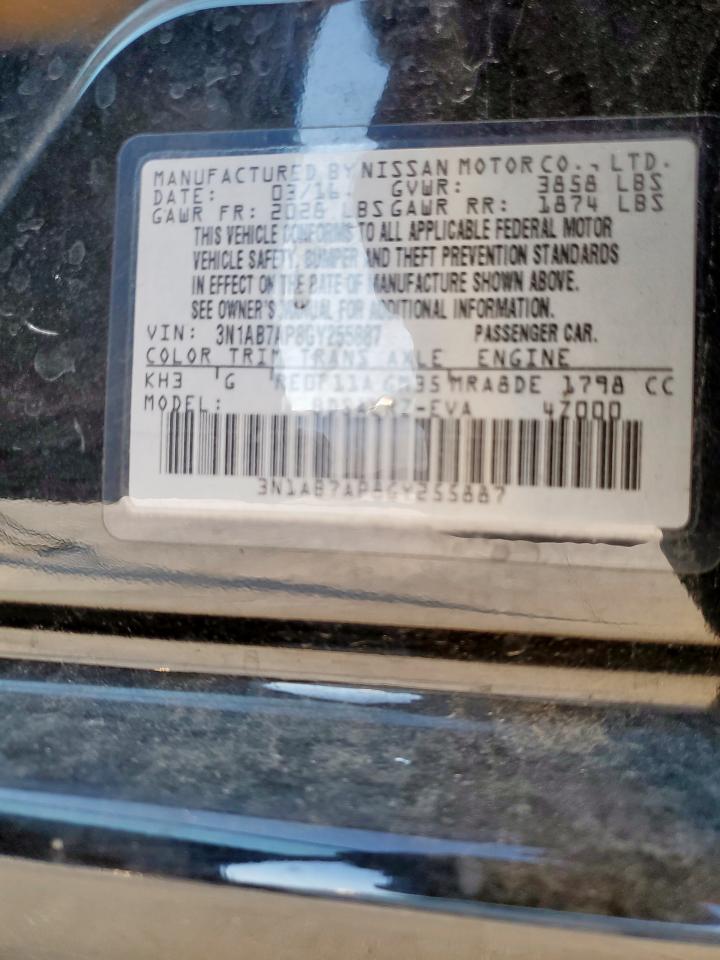 MANUFACTURED BY NISSAN MOTOR CO., LTD.
DATE: 03/16 GVWR: 3858 LBS
GAWR FR: 2028 LBS GAWR RR: 1874 LBS
THIS VEHICLE CONFORMS TO ALL APPLICABLE FEDERAL MOTOR
VEHICLE SAFETY, BUMPER AND THEFT PREVENTION STANDARDS
IN EFFECT ON THE DATE OF MANUFACTURE SHOWN ABOVE.
SEE OWNER'S MANUAL FOR ADDITIONAL INFORMATION.
VIN: 3N1AB7AP8GY255887 PASSENGER CAR.
COLOR TRIM TRANS AXLE ENGINE
KH3 G RE0F11A GN35 MRA8DE 1798 CC
MODEL: 4Z000
3N1AB7AP8GY255887